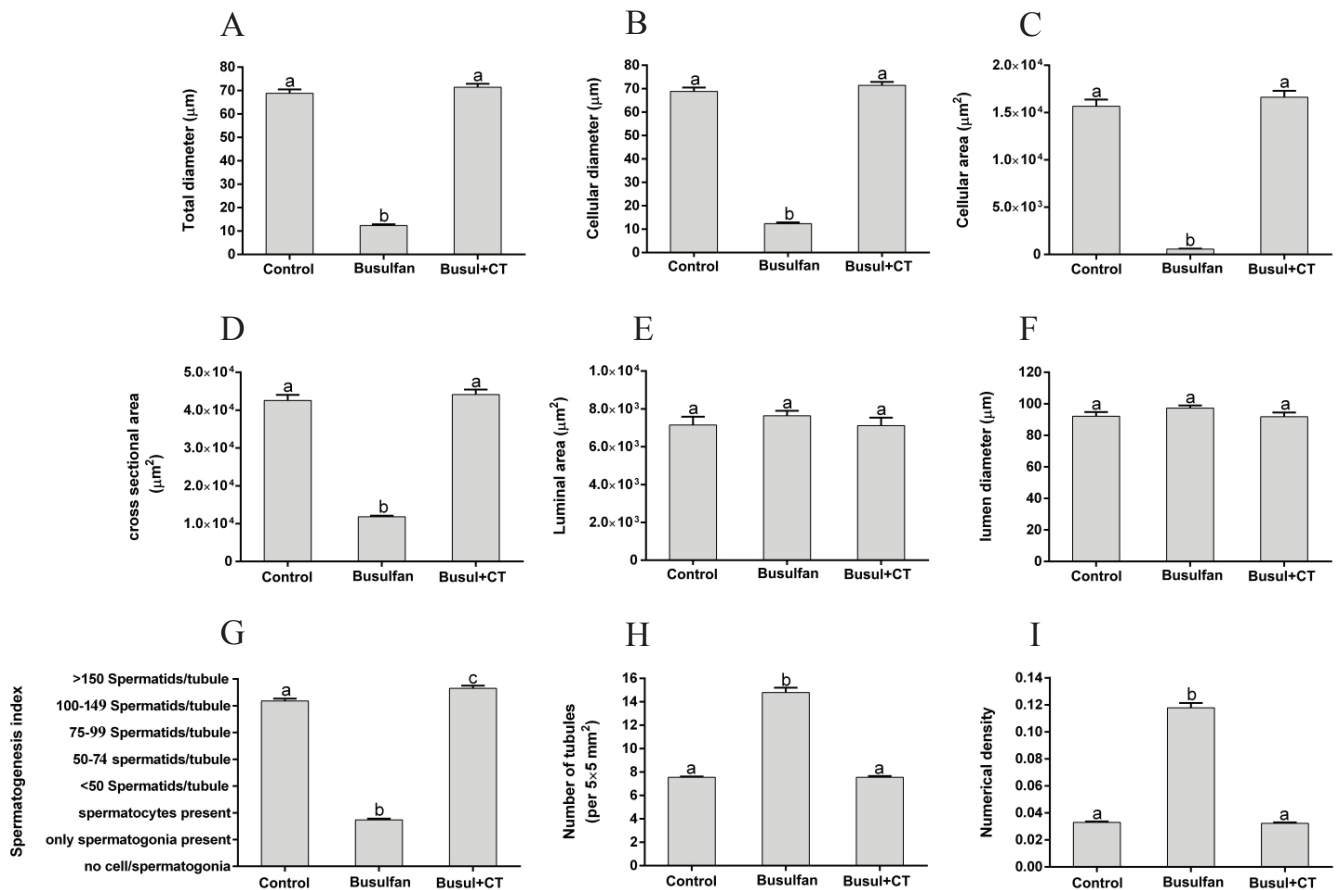 A
Total diameter (μm)
80
70
60
50
40
30
20
10
0
a
b
a
Control
Busulfan
Busul+CT
B
Cellular diameter (μm)
80
70
60
50
40
30
20
10
0
a
b
a
Control
Busulfan
Busul+CT
C
Cellular area (μm²)
2.0×10⁴
1.5×10⁴
1.0×10⁴
5.0×10³
0
a
b
a
Control
Busulfan
Busul+CT
D
cross sectional area
(μm²)
5.0×10⁴
4.0×10⁴
3.0×10⁴
2.0×10⁴
1.0×10⁴
0
a
b
a
Control
Busulfan
Busul+CT
E
Luminal area (μm²)
1.0×10⁴
8.0×10³
6.0×10³
4.0×10³
2.0×10³
0
a
a
a
Control
Busulfan
Busul+CT
F
lumen diameter (μm)
120
100
80
60
40
20
0
a
a
a
Control
Busulfan
Busul+CT
G
Spermatogenesis index
>150 Spermatids/tubule
100-149 Spermatids/tubule
75-99 Spermatids/tubule
50-74 spermatids/tubule
<50 Spermatids/tubule
spermatocytes present
only spermatogonia present
no cell/spermatogonia
a
b
c
Control
Busulfan
Busul+CT
H
Number of tubules
(per 5×5 mm²)
16
14
12
10
8
6
4
2
0
a
b
a
Control
Busulfan
Busul+CT
I
Numerical density
0.14
0.12
0.10
0.08
0.06
0.04
0.02
0.00
a
b
a
Control
Busulfan
Busul+CT